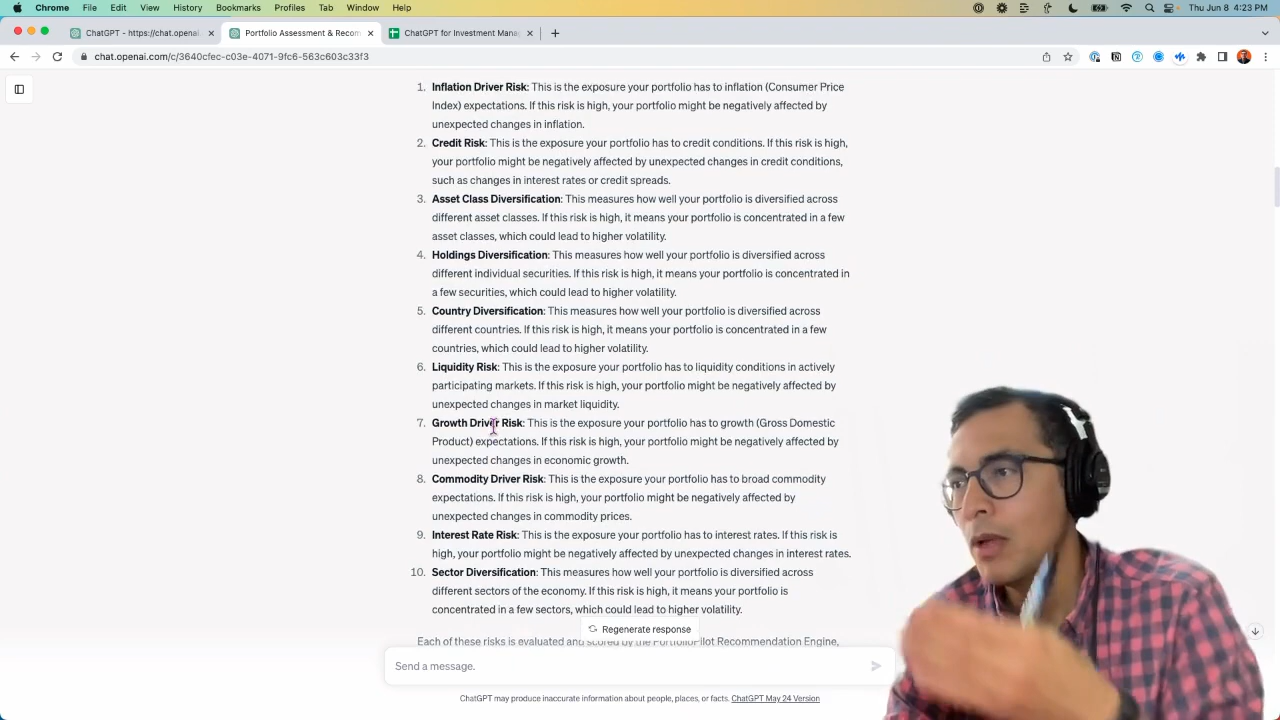 Chrome File Edit View History Bookmarks Profiles Tab Window Help
Thu Jun 8 4:23 PM
ChatGPT - https://chat.openai.
Portfolio Assessment & Recom
ChatGPT for Investment Manag
chat.openai.com/c/3640cfec-c03e-4071-9fc6-563c603c33f3
1. Inflation Driver Risk: This is the exposure your portfolio has to inflation (Consumer Price
Index) expectations. If this risk is high, your portfolio might be negatively affected by
unexpected changes in inflation.
2. Credit Risk: This is the exposure your portfolio has to credit conditions. If this risk is high,
your portfolio might be negatively affected by unexpected changes in credit conditions,
such as changes in interest rates or credit spreads.
3. Asset Class Diversification: This measures how well your portfolio is diversified across
different asset classes. If this risk is high, it means your portfolio is concentrated in a few
asset classes, which could lead to higher volatility.
4. Holdings Diversification: This measures how well your portfolio is diversified across
different individual securities. If this risk is high, it means your portfolio is concentrated in
a few securities, which could lead to higher volatility.
5. Country Diversification: This measures how well your portfolio is diversified across
different countries. If this risk is high, it means your portfolio is concentrated in a few
countries, which could lead to higher volatility.
6. Liquidity Risk: This is the exposure your portfolio has to liquidity conditions in actively
participating markets. If this risk is high, your portfolio might be negatively affected by
unexpected changes in market liquidity.
7. Growth Driver Risk: This is the exposure your portfolio has to growth (Gross Domestic
Product) expectations. If this risk is high, your portfolio might be negatively affected by
unexpected changes in economic growth.
8. Commodity Driver Risk: This is the exposure your portfolio has to broad commodity
expectations. If this risk is high, your portfolio might be negatively affected by
unexpected changes in commodity prices.
9. Interest Rate Risk: This is the exposure your portfolio has to interest rates. If this risk is
high, your portfolio might be negatively affected by unexpected changes in interest rates.
10. Sector Diversification: This measures how well your portfolio is diversified across
different sectors of the economy. If this risk is high, it means your portfolio is
concentrated in a few sectors, which could lead to higher volatility.
Regenerate response
Each of these risks is evaluated and scored by the PortfolioPilot Recommendation Engine,
Send a message.
ChatGPT may produce inaccurate information about people, places, or facts. ChatGPT May 24 Version